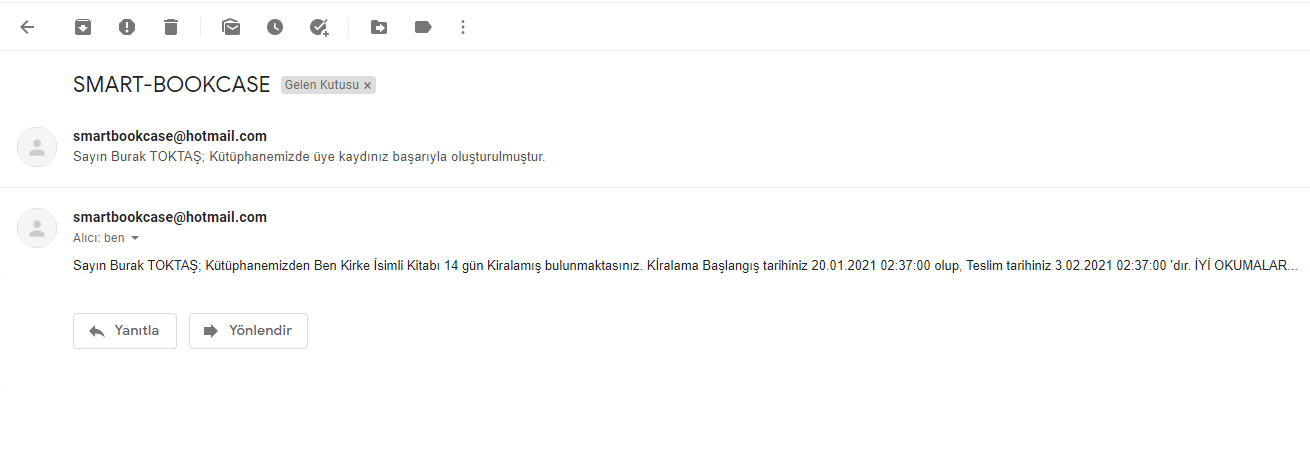 SMART-BOOKCASE Gelen Kutusu x
smartbookcase@hotmail.com
Sayın Burak TOKTAŞ; Kütüphanemizde üye kaydınız başarıyla oluşturulmuştur.
smartbookcase@hotmail.com
Alıcı: ben
Sayın Burak TOKTAŞ; Kütüphanemizden Ben Kirke İsimli Kitabı 14 gün Kiralamış bulunmaktasınız. Kİralama Başlangış tarihiniz 20.01.2021 02:37:00 olup, Teslim tarihiniz 3.02.2021 02:37:00 'dır. İYİ OKUMALAR...
Yanıtla Yönlendir